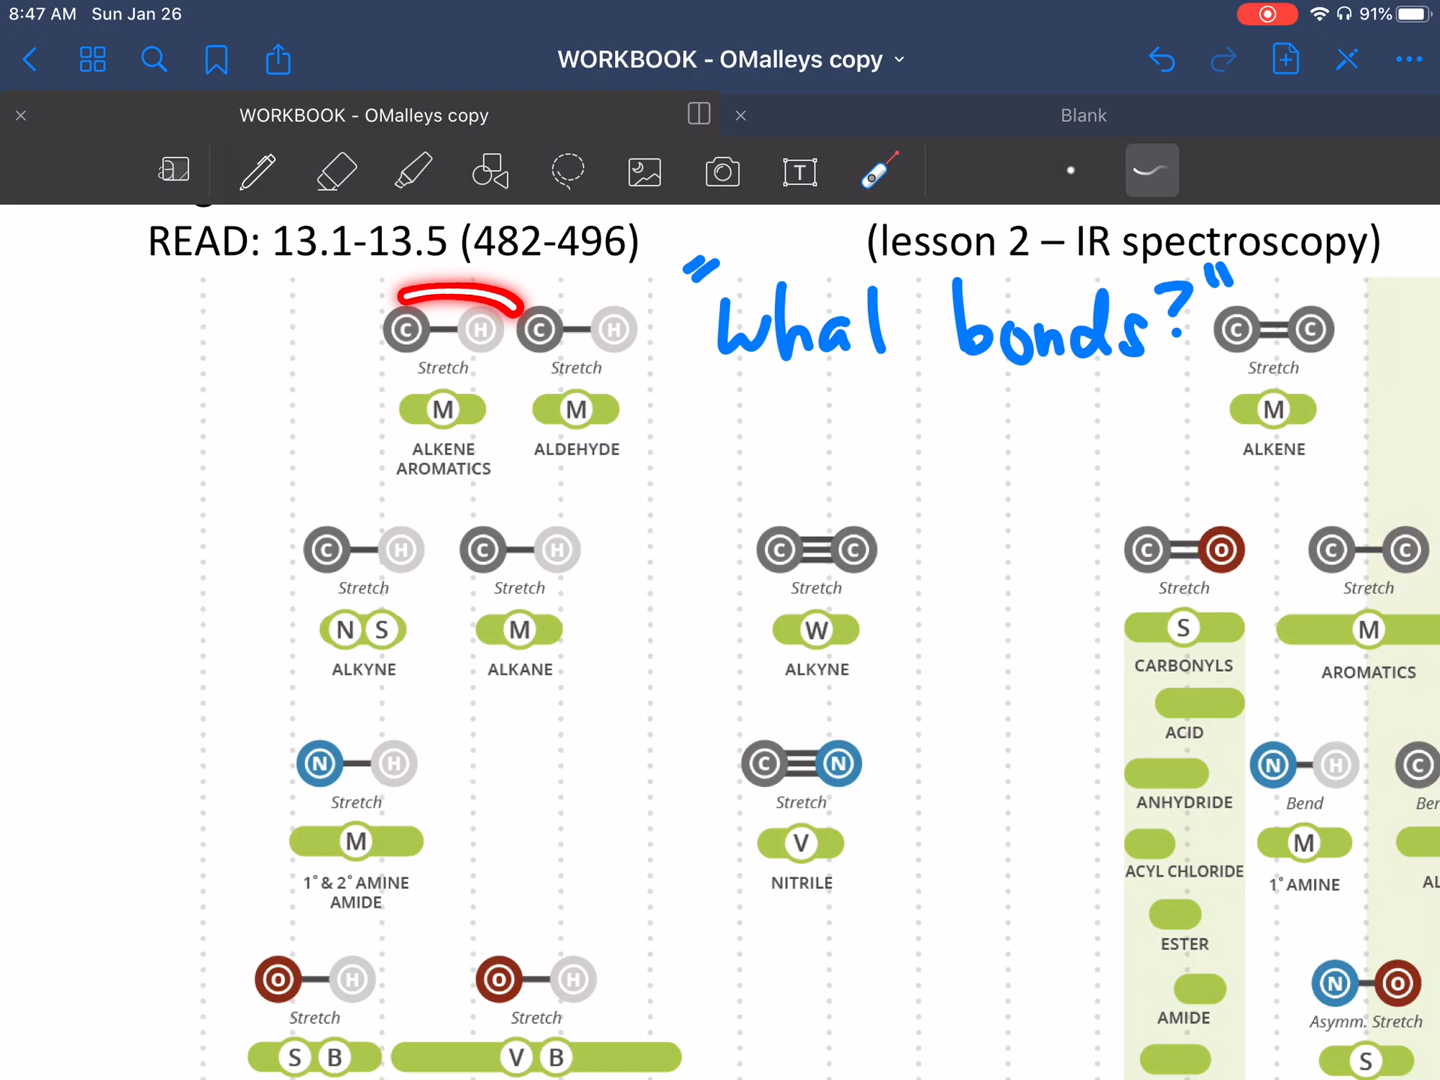 8:47 AM Sun Jan 26
91%
WORKBOOK - OMalleys copy
WORKBOOK - OMalleys copy
Blank
T
READ: 13.1-13.5 (482-496)
(lesson 2 – IR spectroscopy)
"what bonds?"
C H C H C C
Stretch Stretch Stretch
M M M
ALKENE AROMATICS
ALDEHYDE
ALKENE
C H C H C C C O C C
Stretch Stretch Stretch Stretch Stretch
N S M W S M
ALKYNE ALKANE ALKYNE CARBONYLS AROMATICS
ACID
N H C N N H C
Stretch Stretch Bend
M V M
1° & 2° AMINE
AMIDE
NITRILE
ANHYDRIDE
ACYL CHLORIDE
1° AMINE
ESTER
O H O H N O
Stretch Stretch Asymm. Stretch
AMIDE
S B V B S